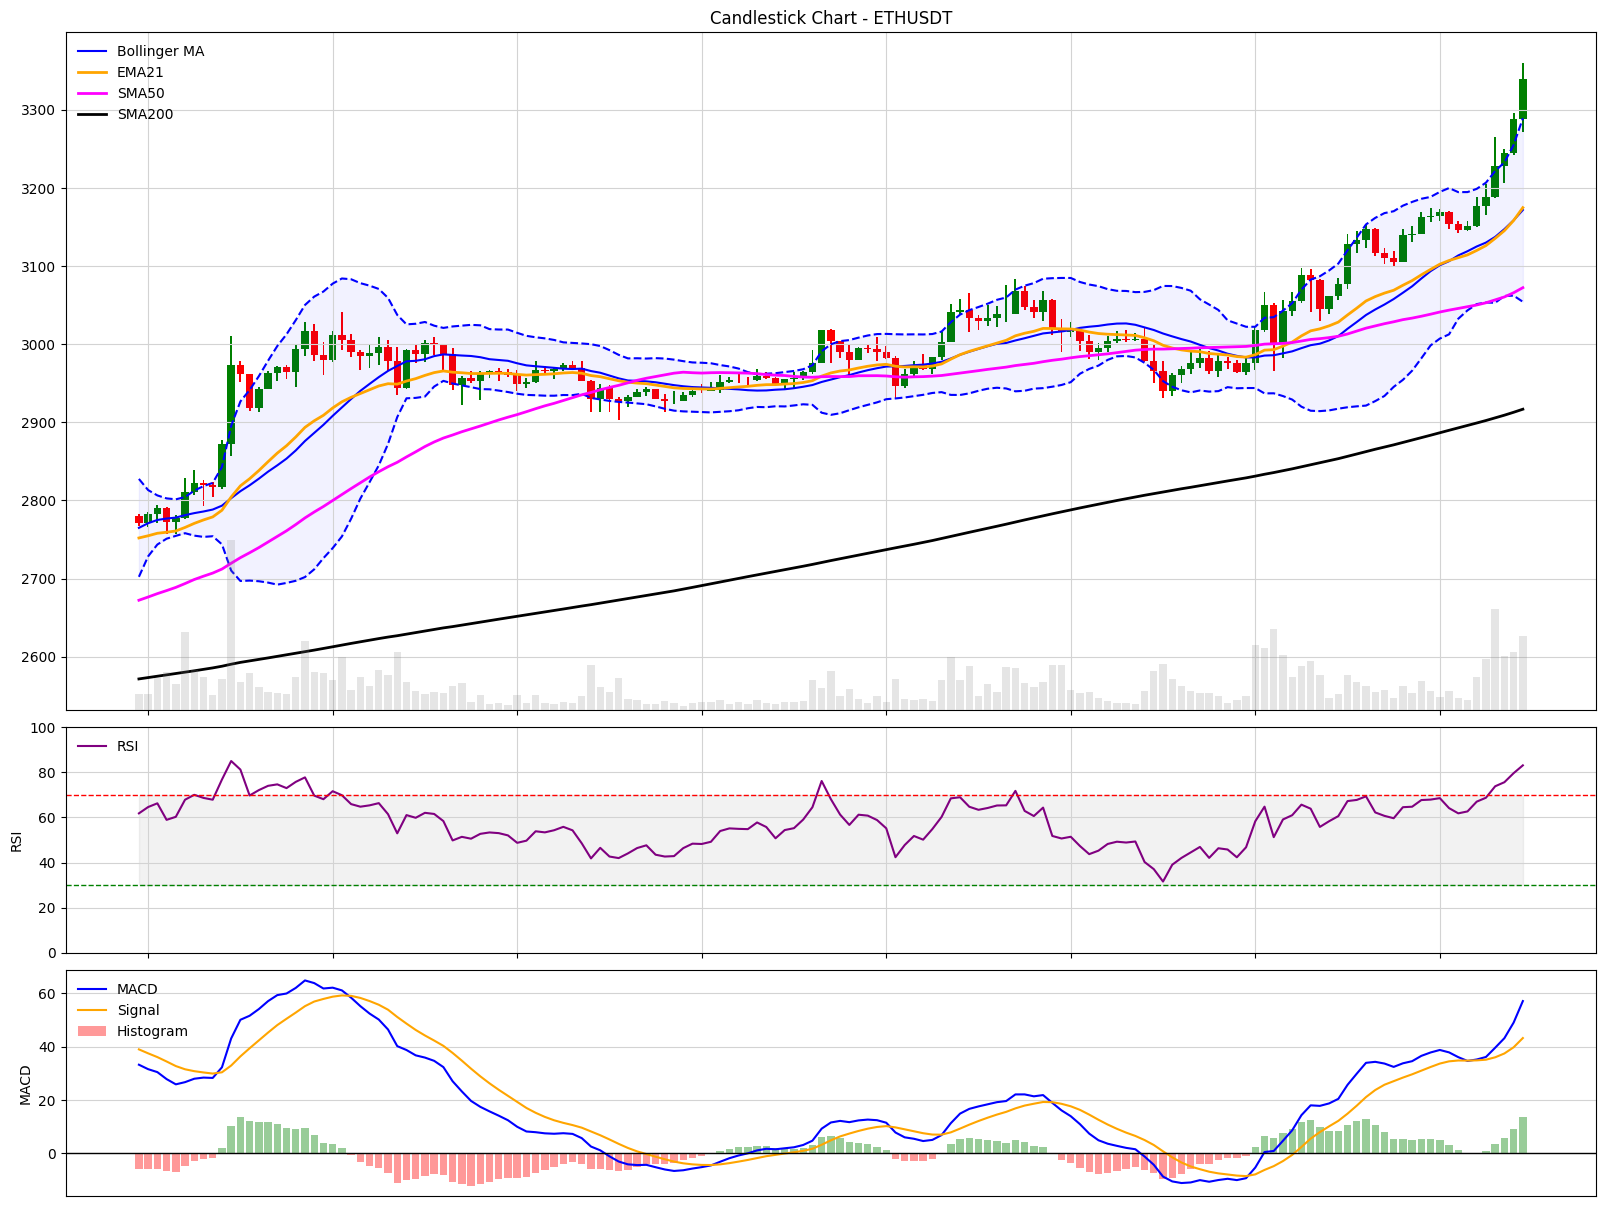 Candlestick Chart - ETHUSDT
Bollinger MA
EMA21
SMA50
SMA200
3300
3200
3100
3000
2900
2800
2700
2600
RSI
100
80
60
40
20
0
RSI
MACD
Signal
Histogram
60
40
20
0
MACD